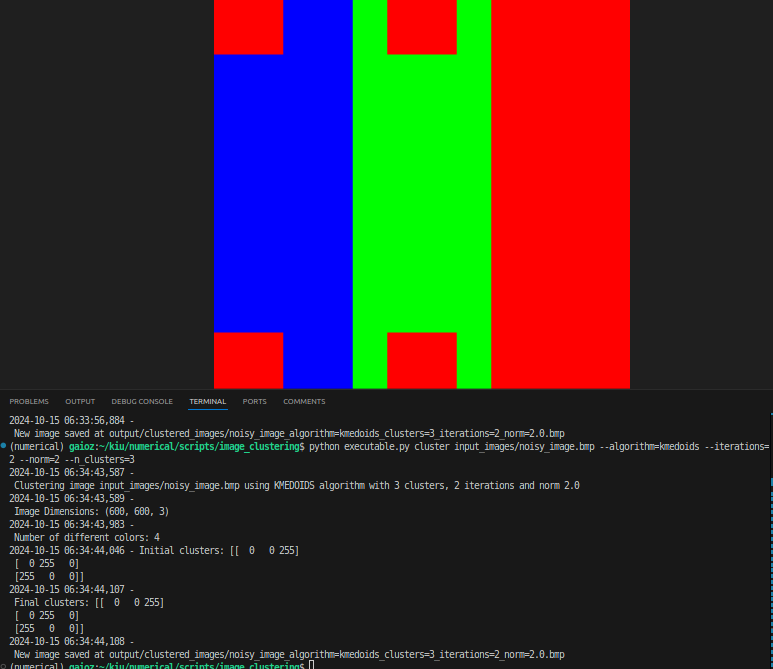 PROBLEMS OUTPUT DEBUG CONSOLE TERMINAL PORTS COMMENTS
2024-10-15 06:33:56,884 -
New image saved at output/clustered_images/noisy_image_algorithm=kmedoids_clusters=3_iterations=2_norm=2.0.bmp
(numerical) gaioz:~/kiu/numerical/scripts/image_clustering$ python executable.py cluster input_images/noisy_image.bmp --algorithm=kmedoids --iterations=
2 --norm=2 --n_clusters=3
2024-10-15 06:34:43,587 -
Clustering image input_images/noisy_image.bmp using KMEDOIDS algorithm with 3 clusters, 2 iterations and norm 2.0
2024-10-15 06:34:43,589 -
Image Dimensions: (600, 600, 3)
2024-10-15 06:34:43,983 -
Number of different colors: 4
2024-10-15 06:34:44,046 - Initial clusters: [[  0   0 255]
[  0 255   0]
[255   0   0]]
2024-10-15 06:34:44,107 -
Final clusters: [[  0   0 255]
[  0 255   0]
[255   0   0]]
2024-10-15 06:34:44,108 -
New image saved at output/clustered_images/noisy_image_algorithm=kmedoids_clusters=3_iterations=2_norm=2.0.bmp
(numerical) gaioz:~/kiu/numerical/scripts/image_clustering$